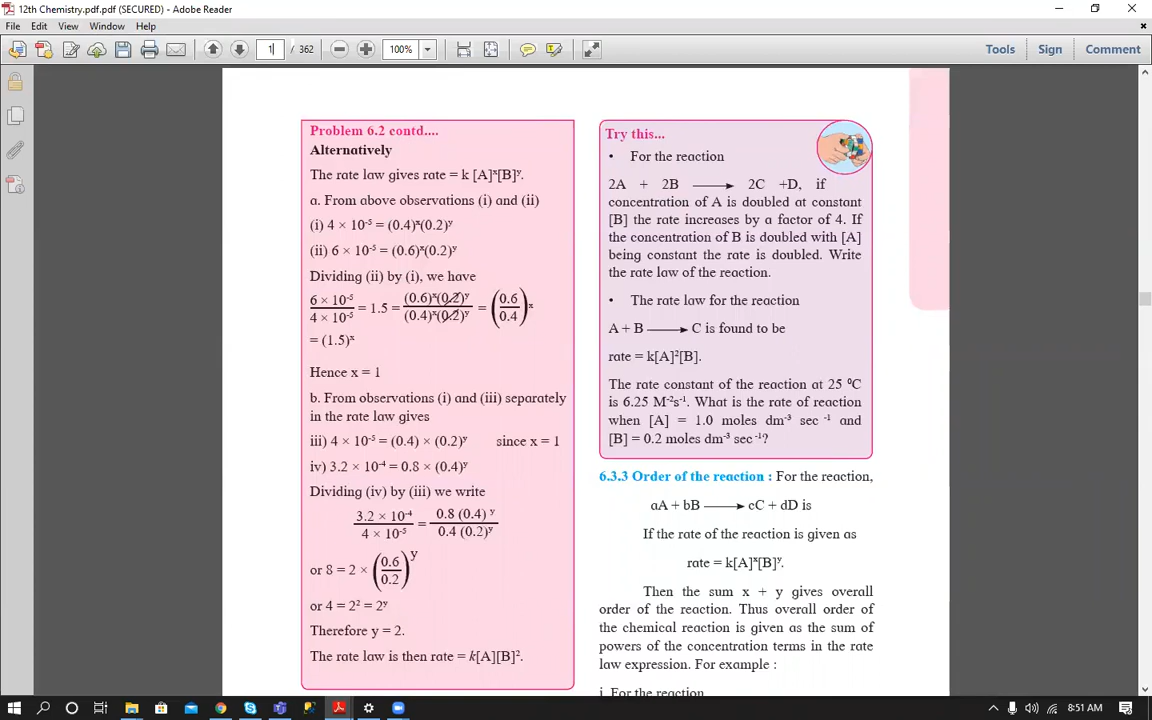 12th Chemistry.pdf.pdf (SECURED) - Adobe Reader
File Edit View Window Help
1 / 362 100% Tools Sign Comment
Problem 6.2 contd....
Alternatively
The rate law gives rate = k [A]ˣ[B]ʸ.
a. From above observations (i) and (ii)
(i) 4 × 10⁻⁵ = (0.4)ˣ(0.2)ʸ
(ii) 6 × 10⁻⁵ = (0.6)ˣ(0.2)ʸ
Dividing (ii) by (i), we have
6 × 10⁻⁵ / 4 × 10⁻⁵ = 1.5 = (0.6)ˣ(0.2)ʸ / (0.4)ˣ(0.2)ʸ = (0.6 / 0.4)ˣ
= (1.5)ˣ
Hence x = 1
b. From observations (i) and (iii) separately
in the rate law gives
iii) 4 × 10⁻⁵ = (0.4) × (0.2)ʸ since x = 1
iv) 3.2 × 10⁻⁴ = 0.8 × (0.4)ʸ
Dividing (iv) by (iii) we write
3.2 × 10⁻⁴ / 4 × 10⁻⁵ = 0.8 (0.4)ʸ / 0.4 (0.2)ʸ
or 8 = 2 × (0.6 / 0.2)ʸ
or 4 = 2² = 2ʸ
Therefore y = 2.
The rate law is then rate = k[A][B]².
Try this...
• For the reaction
2A + 2B ⟶ 2C +D, if
concentration of A is doubled at constant
[B] the rate increases by a factor of 4. If
the concentration of B is doubled with [A]
being constant the rate is doubled. Write
the rate law of the reaction.
• The rate law for the reaction
A + B ⟶ C is found to be
rate = k[A]²[B].
The rate constant of the reaction at 25 ⁰C
is 6.25 M⁻²s⁻¹. What is the rate of reaction
when [A] = 1.0 moles dm⁻³ sec ⁻¹ and
[B] = 0.2 moles dm⁻³ sec ⁻¹?
6.3.3 Order of the reaction : For the reaction,
aA + bB ⟶ cC + dD is
If the rate of the reaction is given as
rate = k[A]ˣ[B]ʸ.
Then the sum x + y gives overall
order of the reaction. Thus overall order of
the chemical reaction is given as the sum of
powers of the concentration terms in the rate
law expression. For example :
i. For the reaction
8:51 AM